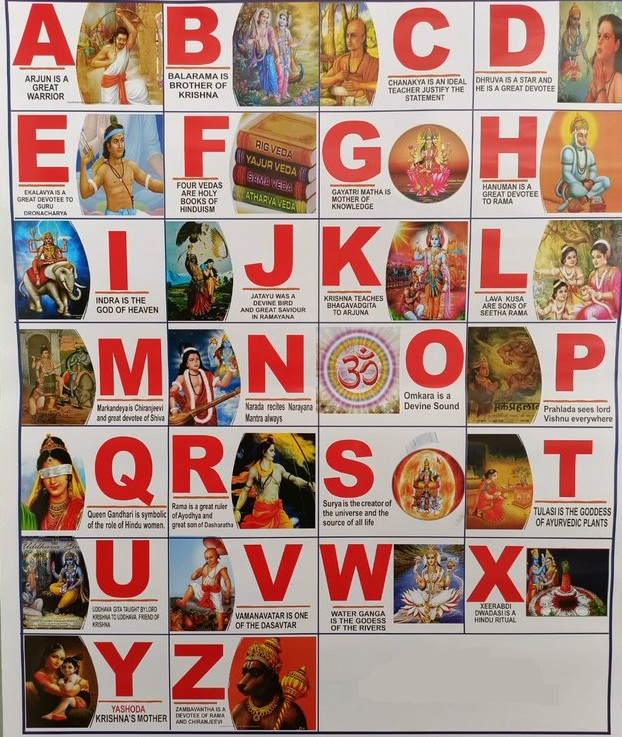 A
ARJUN IS A
GREAT
WARRIOR
B
BALARAMA IS
BROTHER OF
KRISHNA
C
CHANAKYA IS AN IDEAL
TEACHER JUSTIFY THE
STATEMENT
D
DHRUVA IS A STAR AND
HE IS A GREAT DEVOTEE
E
EKALAVYA IS A
GREAT DEVOTEE TO
GURU
DRONACHARYA
F
FOUR VEDAS
ARE HOLY
BOOKS OF
HINDUISM
RIG VEDA
YAJUR VEDA
SAMA VEDA
ATHARVA VEDA
G
GAYATRI MATHA IS
MOTHER OF
KNOWLEDGE
H
HANUMAN IS A
GREAT DEVOTEE
TO RAMA
I
INDRA IS THE
GOD OF HEAVEN
J
JATAYU WAS A
DEVINE BIRD
AND GREAT SAVIOUR
IN RAMAYANA
K
KRISHNA TEACHES
BHAGAVADGITA
TO ARJUNA
L
LAVA KUSA
ARE SONS OF
SEETHA RAMA
M
Markandeya is Chiranjeevi
and great devotee of Shiva
N
Narada recites Narayana
Mantra always
ॐ
O
Omkara is a
Devine Sound
P
Prahlada sees lord
Vishnu everywhere
Q
Queen Gandhari is symbolic
of the role of Hindu women.
R
Rama is a great ruler
of Ayodhya and
great son of Dasharatha
S
Surya is the creator of
the universe and the
source of all life
T
TULASI IS THE GODDESS
OF AYURVEDIC PLANTS
U
UDDHAVA GITA TAUGHT BY LORD
KRISHNA TO UDDHAVA, FRIEND OF
KRISHNA
V
VAMANAVATAR IS ONE
OF THE DASAVTAR
W
WATER GANGA
IS THE GODESS
OF THE RIVERS
X
XEERABDI
DWADASI IS A
HINDU RITUAL
Y
YASHODA
KRISHNA'S MOTHER
Z
ZAMBAVANTHA IS A
DEVOTEE OF RAMA
AND CHIRANJEEVI